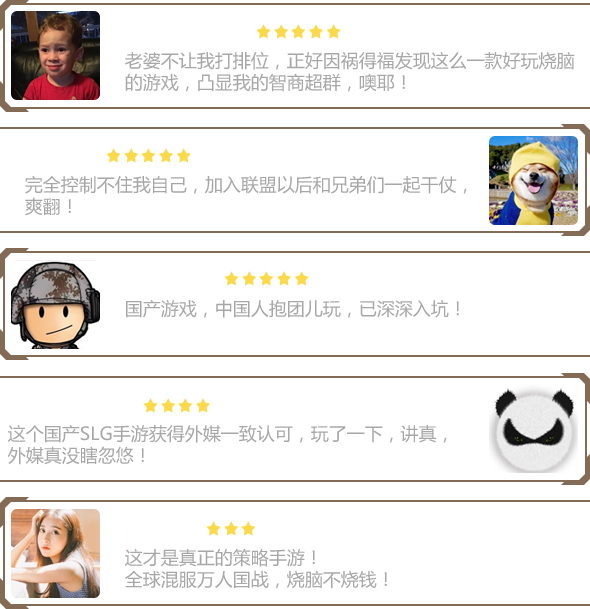 老婆不让我打排位，正好因祸得福发现这么一款好玩烧脑
的游戏，凸显我的智商超群，噢耶！
完全控制不住我自己，加入联盟以后和兄弟们一起干仗，
爽翻！
国产游戏，中国人抱团儿玩，已深深入坑！
这个国产SLG手游获得外媒一致认可，玩了一下，讲真，
外媒真没瞎忽悠！
这才是真正的策略手游！
全球混服万人国战，烧脑不烧钱！